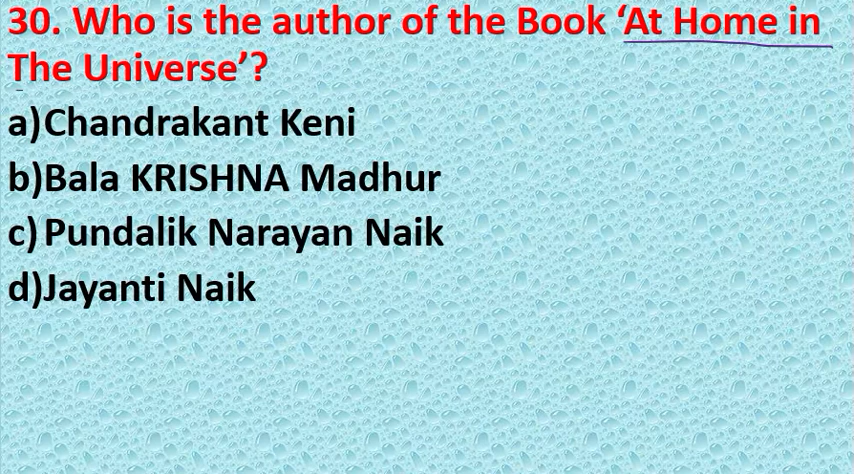 30. Who is the author of the Book ‘At Home in
The Universe’?
a)Chandrakant Keni
b)Bala KRISHNA Madhur
c) Pundalik Narayan Naik
d)Jayanti Naik